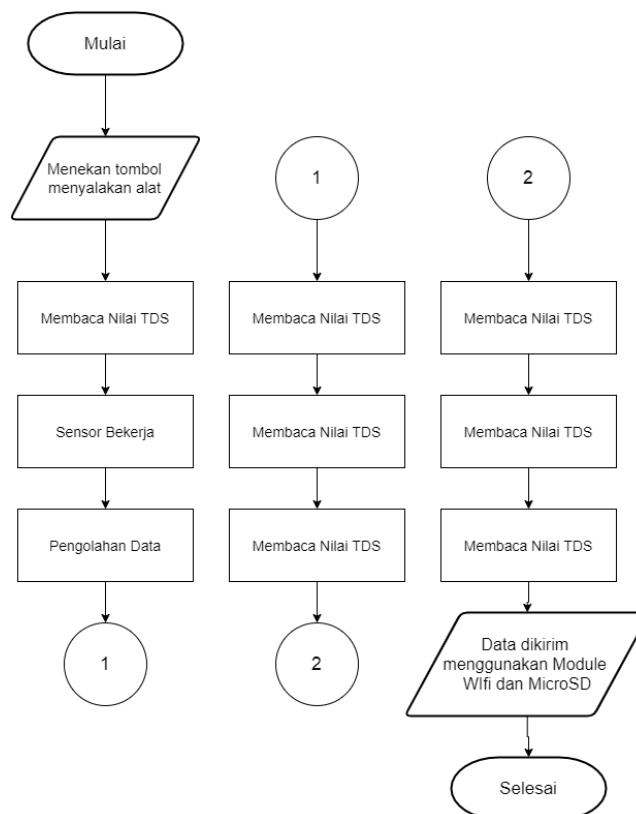 Mulai
Menekan tombol
menyalakan alat
Membaca Nilai TDS
Sensor Bekerja
Pengolahan Data
1
1
Membaca Nilai TDS
Membaca Nilai TDS
Membaca Nilai TDS
2
2
Membaca Nilai TDS
Membaca Nilai TDS
Membaca Nilai TDS
Data dikirim
menggunakan Module
WIfi dan MicroSD
Selesai